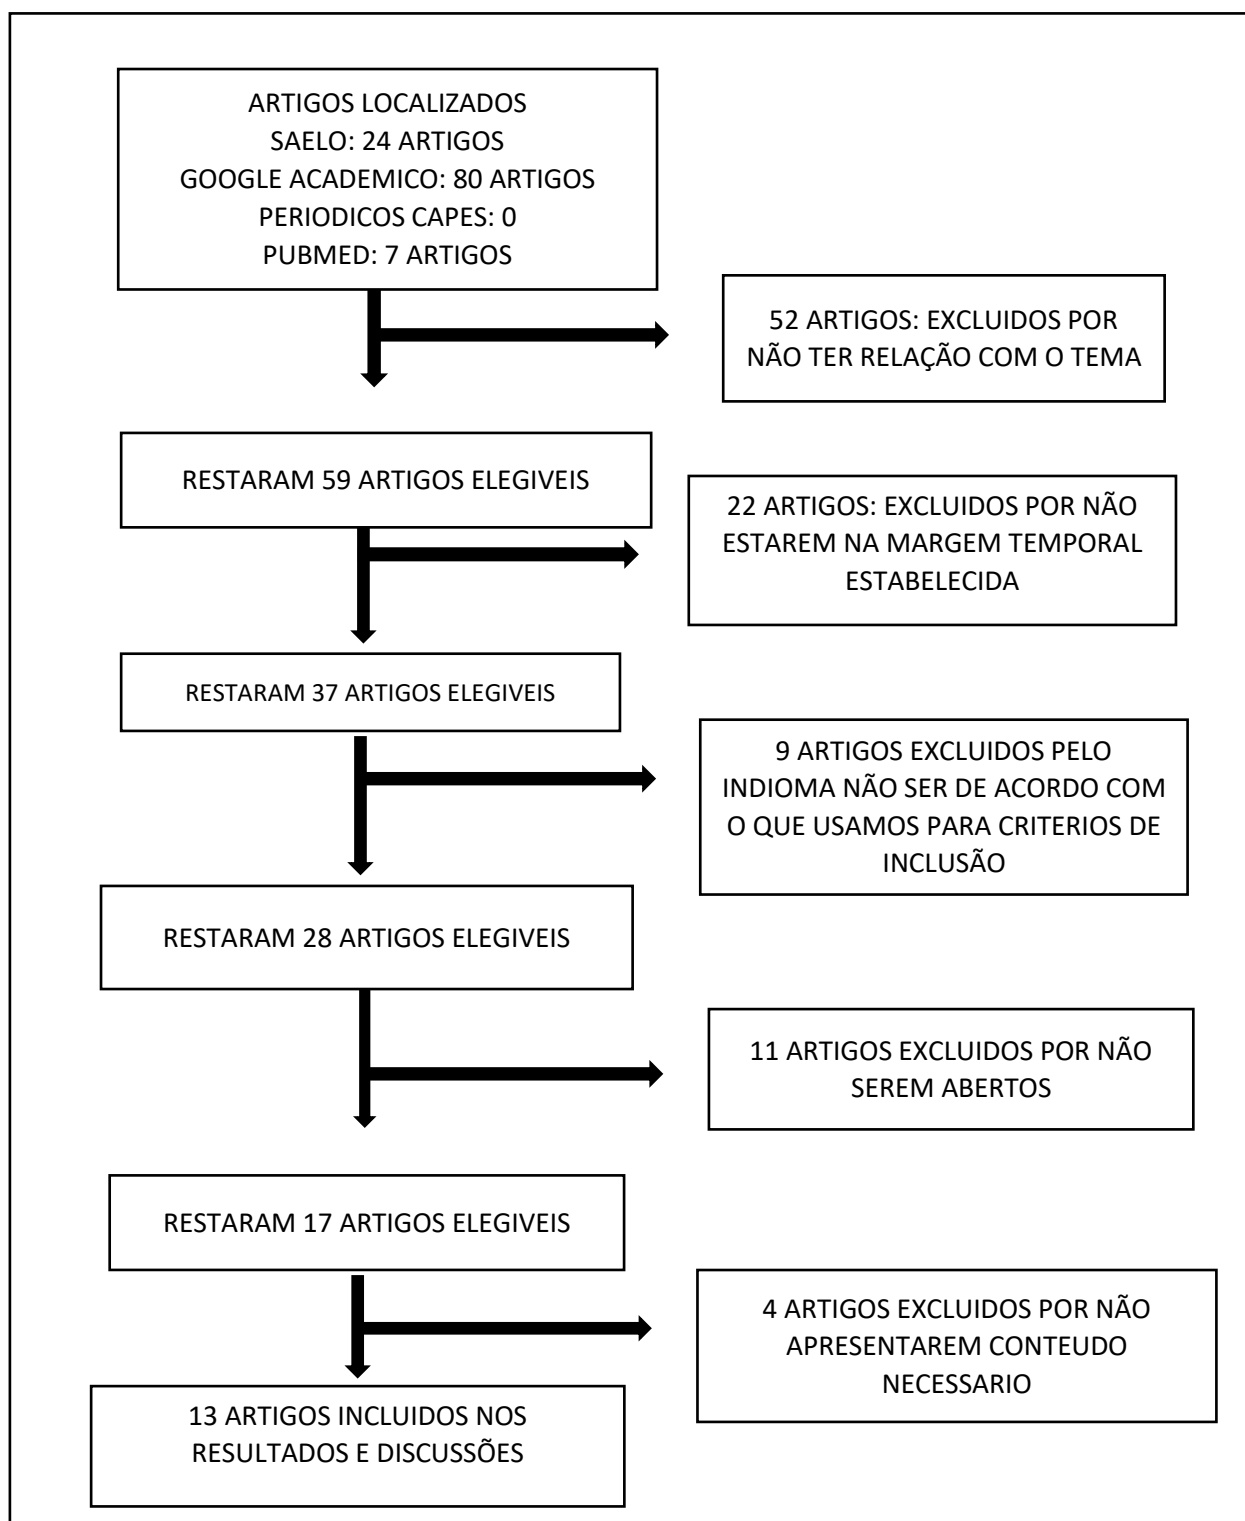 ARTIGOS LOCALIZADOS
SAELO: 24 ARTIGOS
GOOGLE ACADEMICO: 80 ARTIGOS
PERIODICOS CAPES: 0
PUBMED: 7 ARTIGOS
52 ARTIGOS: EXCLUIDOS POR
NÃO TER RELAÇÃO COM O TEMA
RESTARAM 59 ARTIGOS ELEGIVEIS
22 ARTIGOS: EXCLUIDOS POR NÃO
ESTAREM NA MARGEM TEMPORAL
ESTABELECIDA
RESTARAM 37 ARTIGOS ELEGIVEIS
9 ARTIGOS EXCLUIDOS PELO
INDIOMA NÃO SER DE ACORDO COM
O QUE USAMOS PARA CRITERIOS DE
INCLUSÃO
RESTARAM 28 ARTIGOS ELEGIVEIS
11 ARTIGOS EXCLUIDOS POR NÃO
SEREM ABERTOS
RESTARAM 17 ARTIGOS ELEGIVEIS
4 ARTIGOS EXCLUIDOS POR NÃO
APRESENTAREM CONTEUDO
NECESSARIO
13 ARTIGOS INCLUIDOS NOS
RESULTADOS E DISCUSSÕES